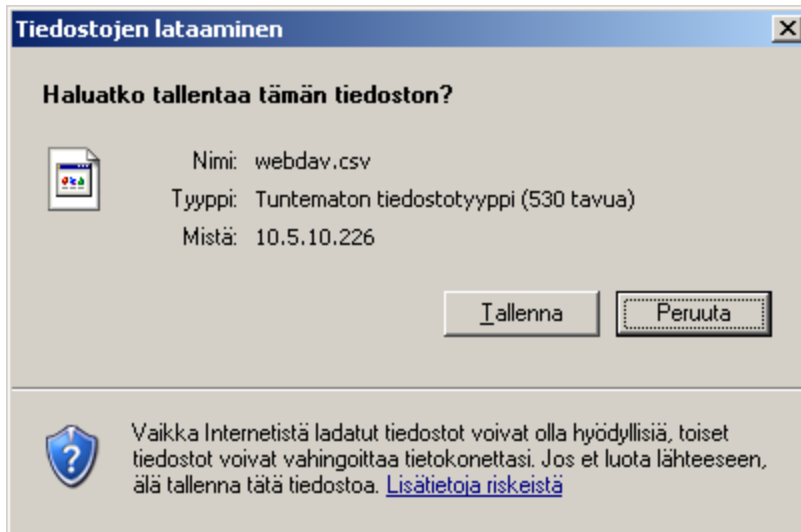 Tiedostojen lataaminen
Haluatko tallentaa tämän tiedoston?
Nimi: webdav.csv
Tyyppi: Tuntematon tiedostotyyppi (530 tavua)
Mistä: 10.5.10.226
Tallenna Peruuta
Vaikka Internetistä ladatut tiedostot voivat olla hyödyllisiä, toiset
tiedostot voivat vahingoittaa tietokonettasi. Jos et luota lähteeseen,
älä tallenna tätä tiedostoa. Lisätietoja riskeistä